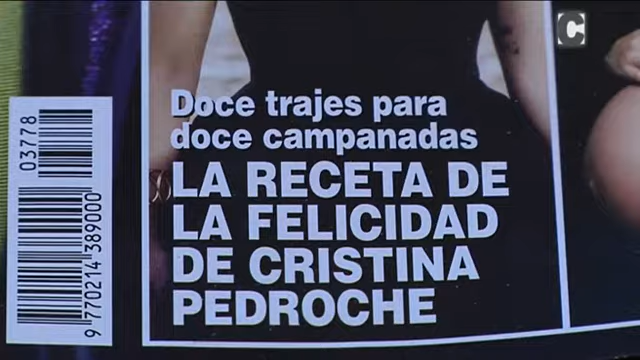 C
Doce trajes para
doce campanadas
LA RECETA DE
LA FELICIDAD
DE CRISTINA
PEDROCHE
03778
9 770214 389000